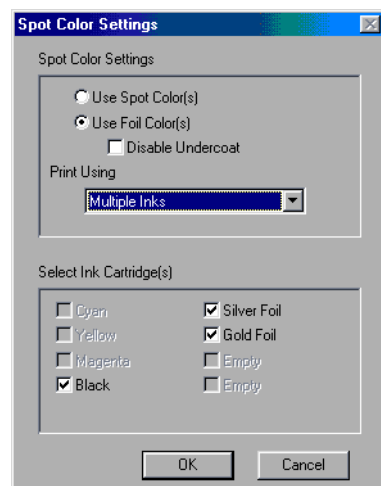 Spot Color Settings
Spot Color Settings
Use Spot Color(s)
Use Foil Color(s)
Disable Undercoat
Print Using
Multiple Inks
Select Ink Cartridge(s)
Cyan Silver Foil
Yellow Gold Foil
Magenta Empty
Black Empty
OK Cancel